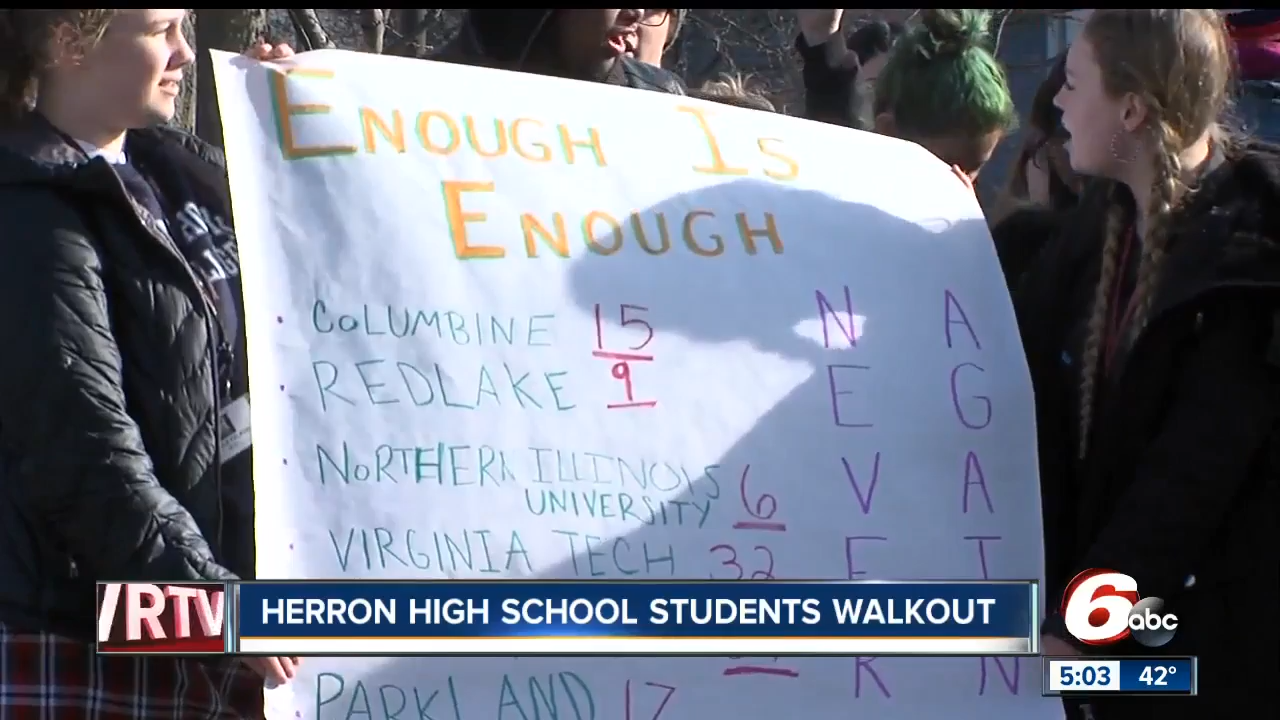 ENOUGH IS
ENOUGH
• COLUMBINE 15
• REDLAKE 9
• NORTHERN ILLINOIS
UNIVERSITY 6
• VIRGINIA TECH 32
• PARKLAND 17
N A
E G
V A
E I
R N
RTV
HERRON HIGH SCHOOL STUDENTS WALKOUT
6 abc
5:03 42°